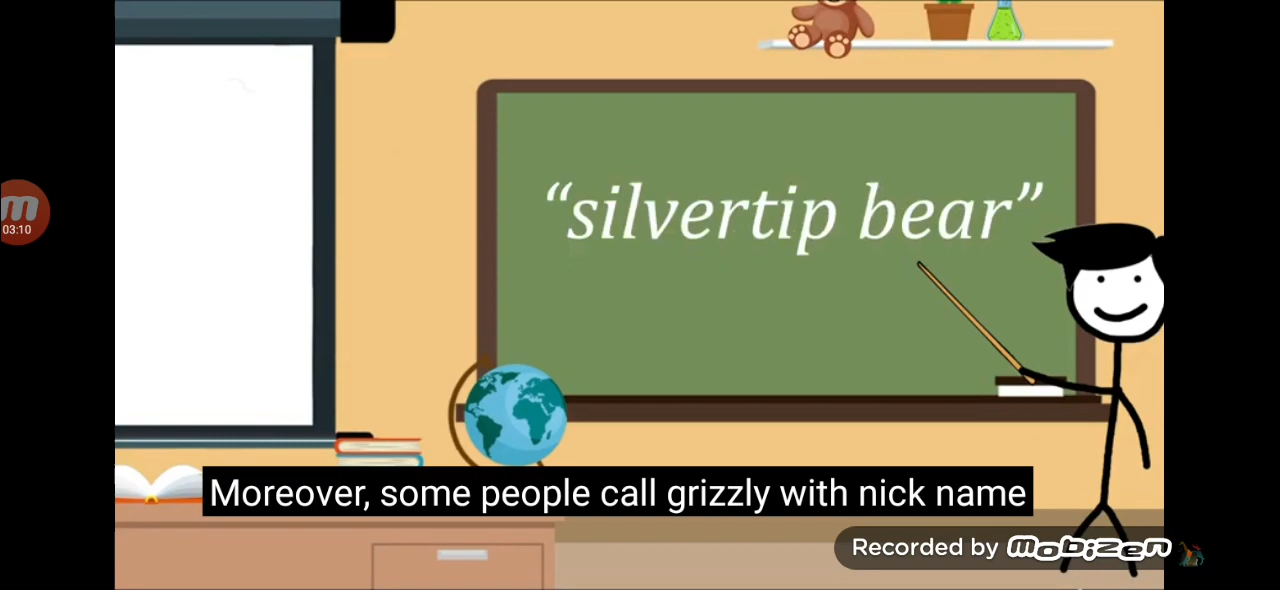 “silvertip bear”
03:10
Moreover, some people call grizzly with nick name
Recorded by mobizen